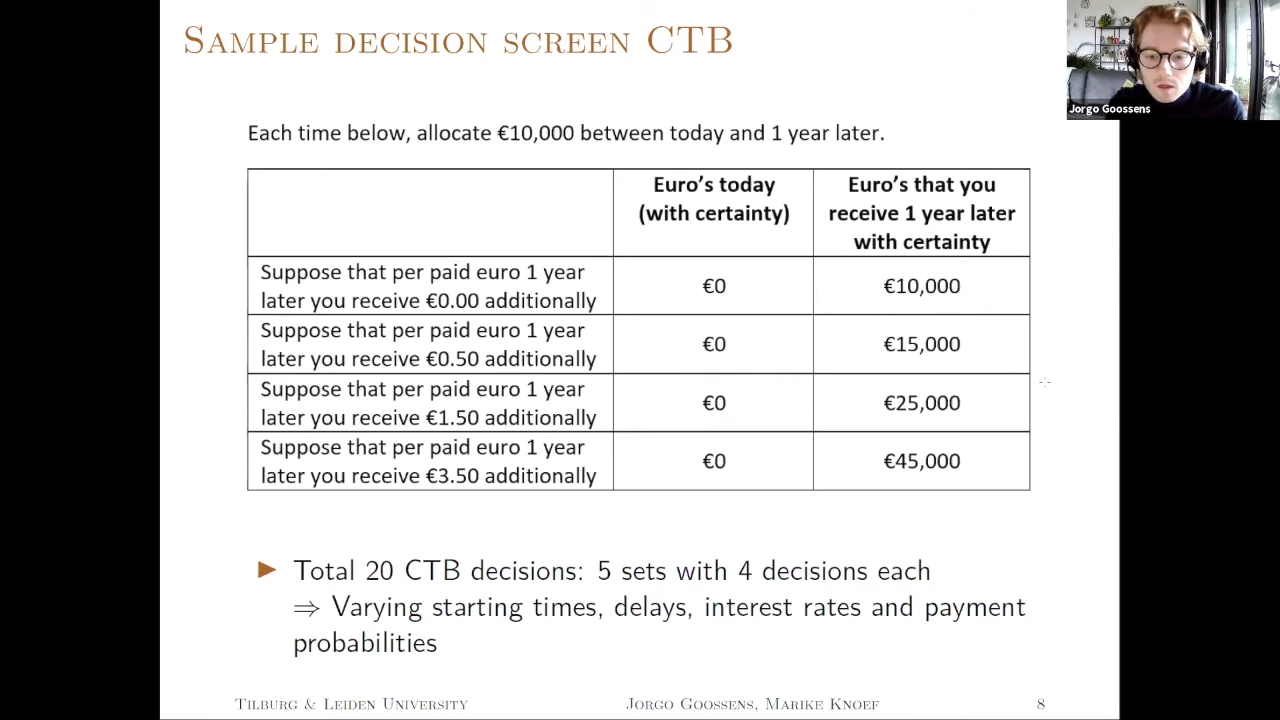 Sample decision screen CTB
Jorgo Goossens
Each time below, allocate €10,000 between today and 1 year later.
Euro's today
(with certainty)
Euro's that you
receive 1 year later
with certainty
Suppose that per paid euro 1 year
later you receive €0.00 additionally
€0
€10,000
Suppose that per paid euro 1 year
later you receive €0.50 additionally
€0
€15,000
Suppose that per paid euro 1 year
later you receive €1.50 additionally
€0
€25,000
Suppose that per paid euro 1 year
later you receive €3.50 additionally
€0
€45,000
► Total 20 CTB decisions: 5 sets with 4 decisions each
⇒ Varying starting times, delays, interest rates and payment
probabilities
Tilburg & Leiden University
Jorgo Goossens, Marike Knoef
8